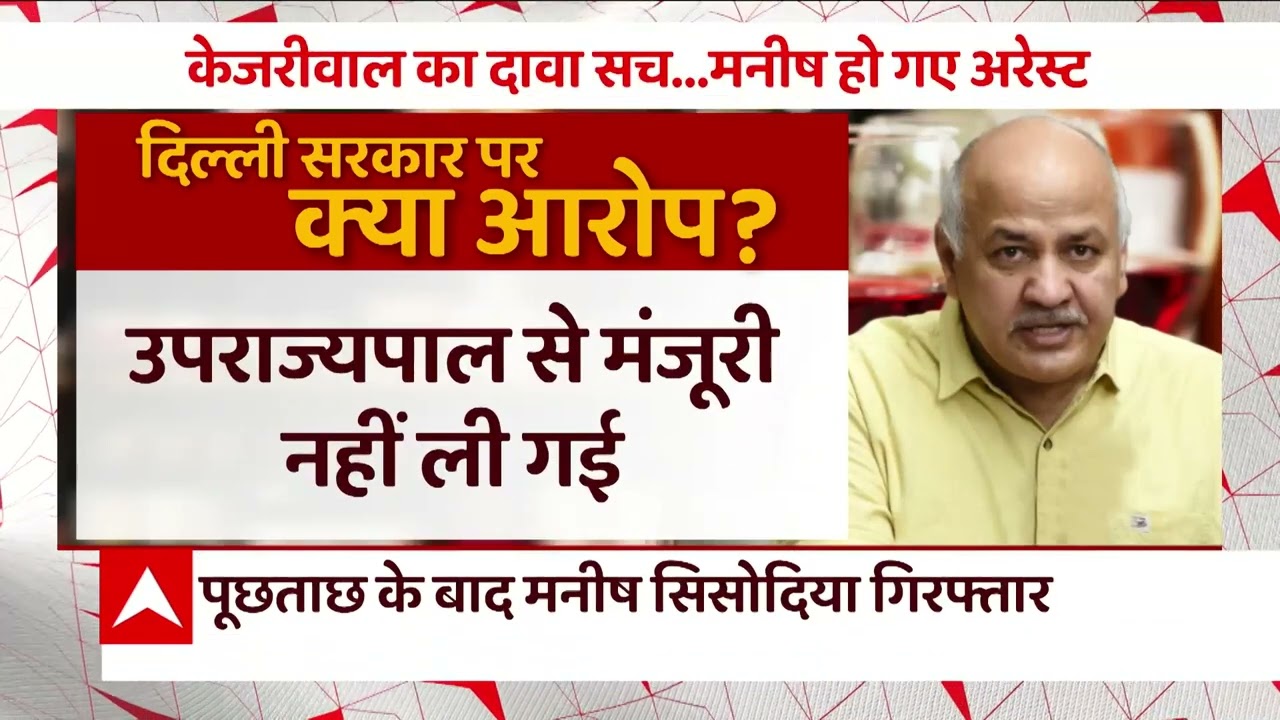 केजरीवाल का दावा सच...मनीष हो गए अरेस्ट
दिल्ली सरकार पर
क्या आरोप?
उपराज्यपाल से मंजूरी
नहीं ली गई
पूछताछ के बाद मनीष सिसोदिया गिरफ्तार